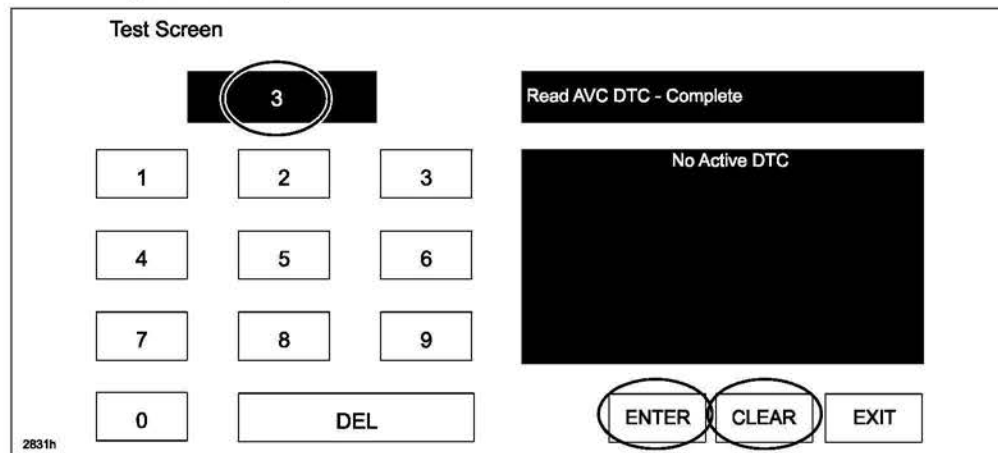 Test Screen
3
Read AVC DTC - Complete
No Active DTC
1 2 3
4 5 6
7 8 9
0 DEL
ENTER CLEAR EXIT
2831h